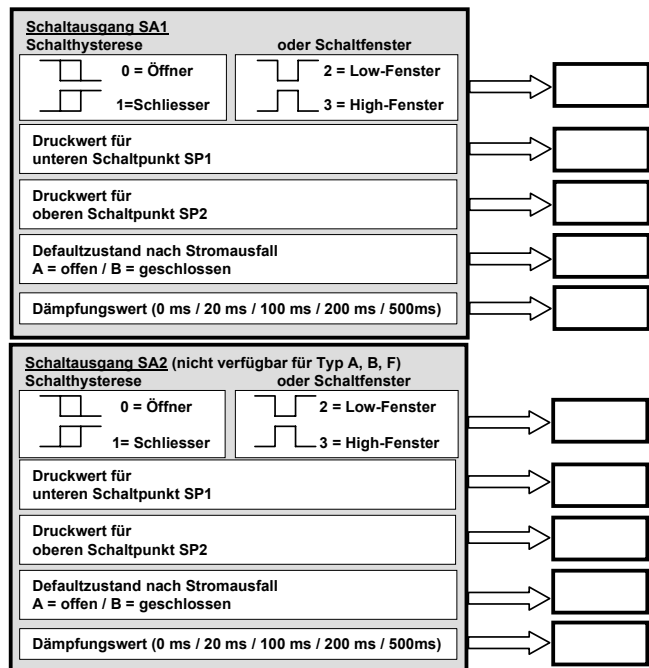 Schaltausgang SA1
Schalthysterese oder Schaltfenster
0 = Öffner 2 = Low-Fenster
1=Schliesser 3 = High-Fenster
Druckwert für
unteren Schaltpunkt SP1
Druckwert für
oberen Schaltpunkt SP2
Defaultzustand nach Stromausfall
A = offen / B = geschlossen
Dämpfungswert (0 ms / 20 ms / 100 ms / 200 ms / 500ms)
Schaltausgang SA2 (nicht verfügbar für Typ A, B, F)
Schalthysterese oder Schaltfenster
0 = Öffner 2 = Low-Fenster
1= Schliesser 3 = High-Fenster
Druckwert für
unteren Schaltpunkt SP1
Druckwert für
oberen Schaltpunkt SP2
Defaultzustand nach Stromausfall
A = offen / B = geschlossen
Dämpfungswert (0 ms / 20 ms / 100 ms / 200 ms / 500ms)